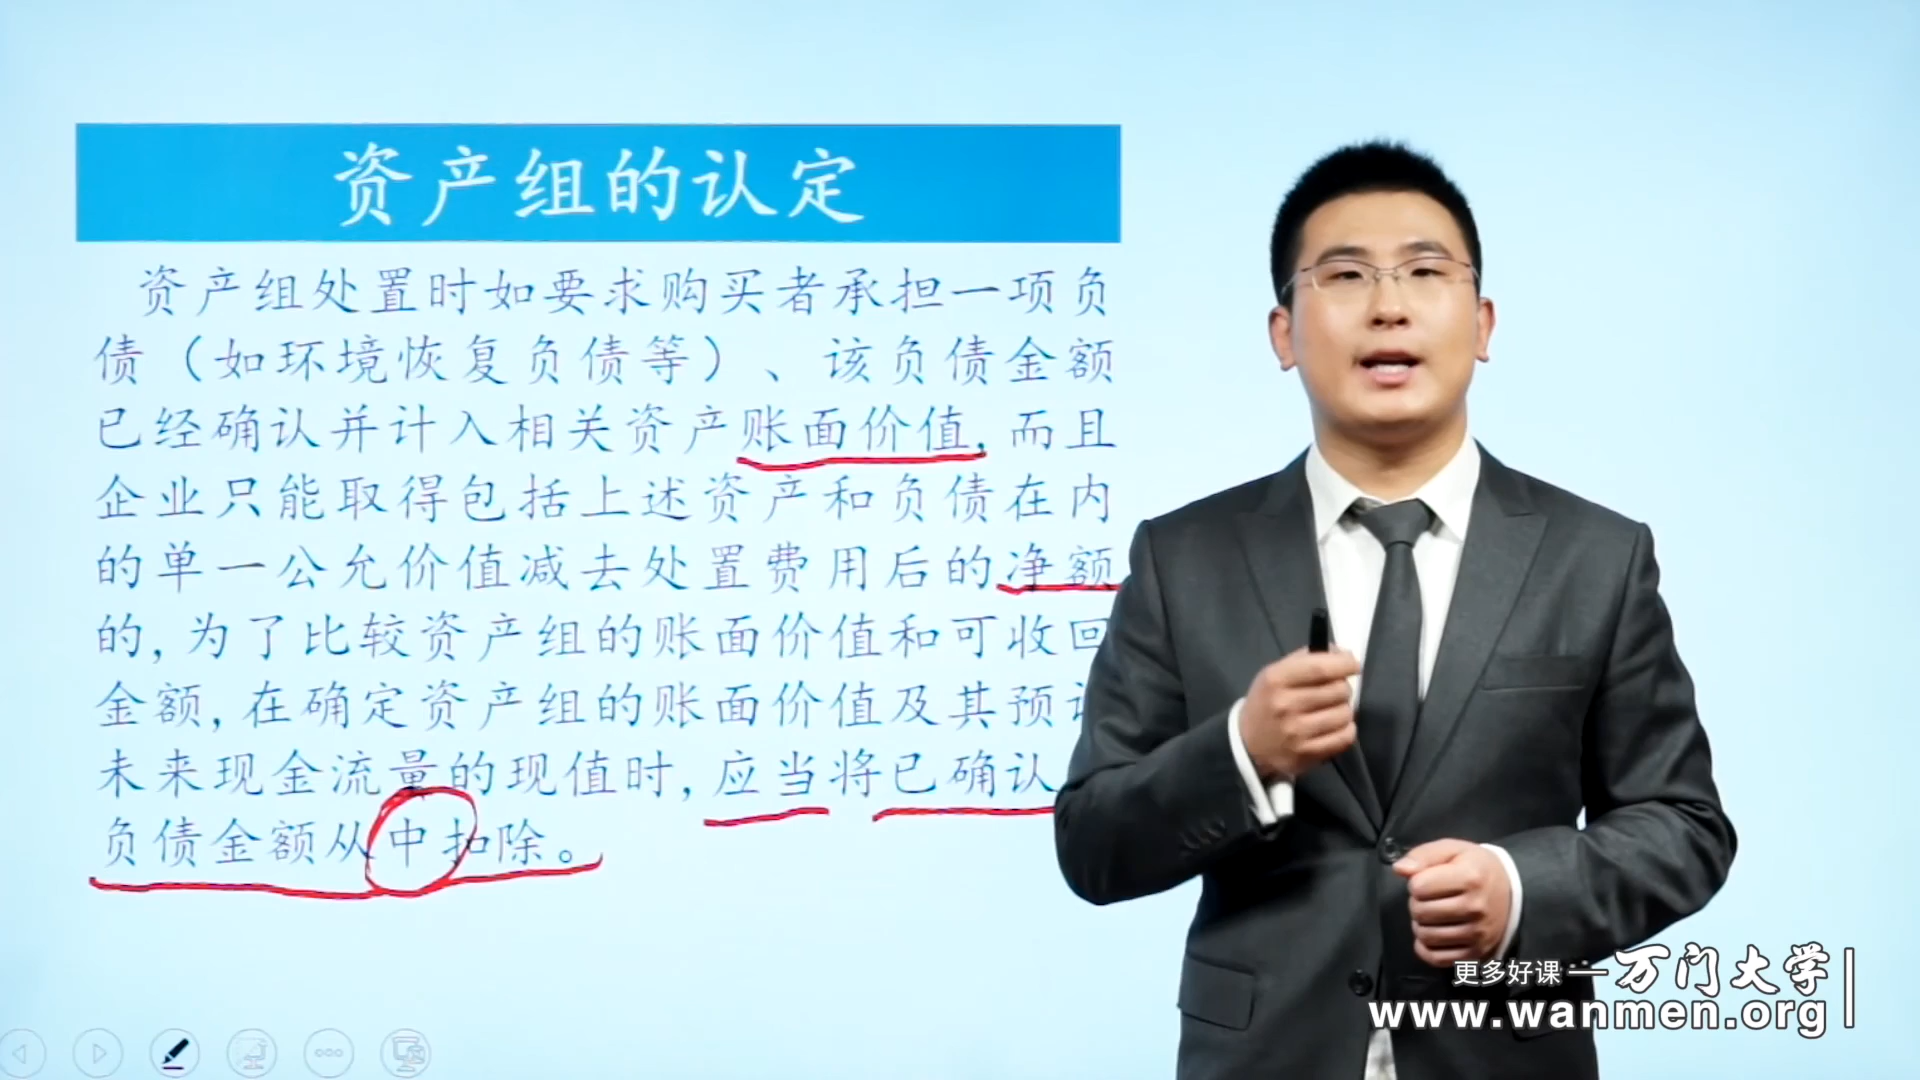 资产组的认定
资产组处置时如要求购买者承担一项负
债（如环境恢复负债等）、该负债金额
已经确认并计入相关资产账面价值,而且
企业只能取得包括上述资产和负债在内
的单一公允价值减去处置费用后的净额
的,为了比较资产组的账面价值和可收回
金额,在确定资产组的账面价值及其预计
未来现金流量的现值时,应当将已确认
负债金额从中扣除。
更多好课—万门大学
www.wanmen.org